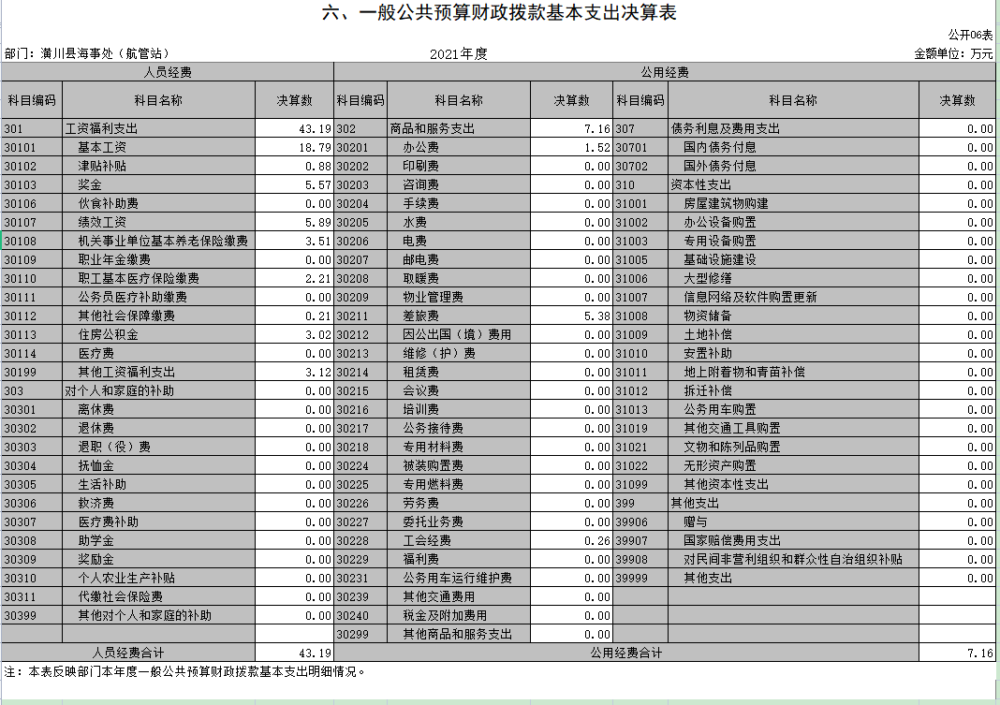 六、一般公共预算财政拨款基本支出决算表
公开06表
部门：潢川县海事处（航管站） 2021年度 金额单位：万元
人员经费 公用经费
科目编码 科目名称 决算数 科目编码 科目名称 决算数 科目编码 科目名称 决算数
301 工资福利支出 43.19 302 商品和服务支出 7.16 307 债务利息及费用支出 0.00
30101 基本工资 18.79 30201 办公费 1.52 30701 国内债务付息 0.00
30102 津贴补贴 0.88 30202 印刷费 0.00 30702 国外债务付息 0.00
30103 奖金 5.57 30203 咨询费 0.00 310 资本性支出 0.00
30106 伙食补助费 0.00 30204 手续费 0.00 31001 房屋建筑物购建 0.00
30107 绩效工资 5.89 30205 水费 0.00 31002 办公设备购置 0.00
30108 机关事业单位基本养老保险缴费 3.51 30206 电费 0.00 31003 专用设备购置 0.00
30109 职业年金缴费 0.00 30207 邮电费 0.00 31005 基础设施建设 0.00
30110 职工基本医疗保险缴费 2.21 30208 取暖费 0.00 31006 大型修缮 0.00
30111 公务员医疗补助缴费 0.00 30209 物业管理费 0.00 31007 信息网络及软件购置更新 0.00
30112 其他社会保障缴费 0.21 30211 差旅费 5.38 31008 物资储备 0.00
30113 住房公积金 3.02 30212 因公出国（境）费用 0.00 31009 土地补偿 0.00
30114 医疗费 0.00 30213 维修（护）费 0.00 31010 安置补助 0.00
30199 其他工资福利支出 3.12 30214 租赁费 0.00 31011 地上附着物和青苗补偿 0.00
303 对个人和家庭的补助 0.00 30215 会议费 0.00 31012 拆迁补偿 0.00
30301 离休费 0.00 30216 培训费 0.00 31013 公务用车购置 0.00
30302 退休费 0.00 30217 公务接待费 0.00 31019 其他交通工具购置 0.00
30303 退职（役）费 0.00 30218 专用材料费 0.00 31021 文物和陈列品购置 0.00
30304 抚恤金 0.00 30224 被装购置费 0.00 31022 无形资产购置 0.00
30305 生活补助 0.00 30225 专用燃料费 0.00 31099 其他资本性支出 0.00
30306 救济费 0.00 30226 劳务费 0.00 399 其他支出 0.00
30307 医疗费补助 0.00 30227 委托业务费 0.00 39906 赠与 0.00
30308 助学金 0.00 30228 工会经费 0.26 39907 国家赔偿费用支出 0.00
30309 奖励金 0.00 30229 福利费 0.00 39908 对民间非营利组织和群众性自治组织补贴 0.00
30310 个人农业生产补贴 0.00 30231 公务用车运行维护费 0.00 39999 其他支出 0.00
30311 代缴社会保险费 0.00 30239 其他交通费用 0.00
30399 其他对个人和家庭的补助 0.00 30240 税金及附加费用 0.00
30299 其他商品和服务支出 0.00
人员经费合计 43.19 公用经费合计 7.16
注：本表反映部门本年度一般公共预算财政拨款基本支出明细情况。